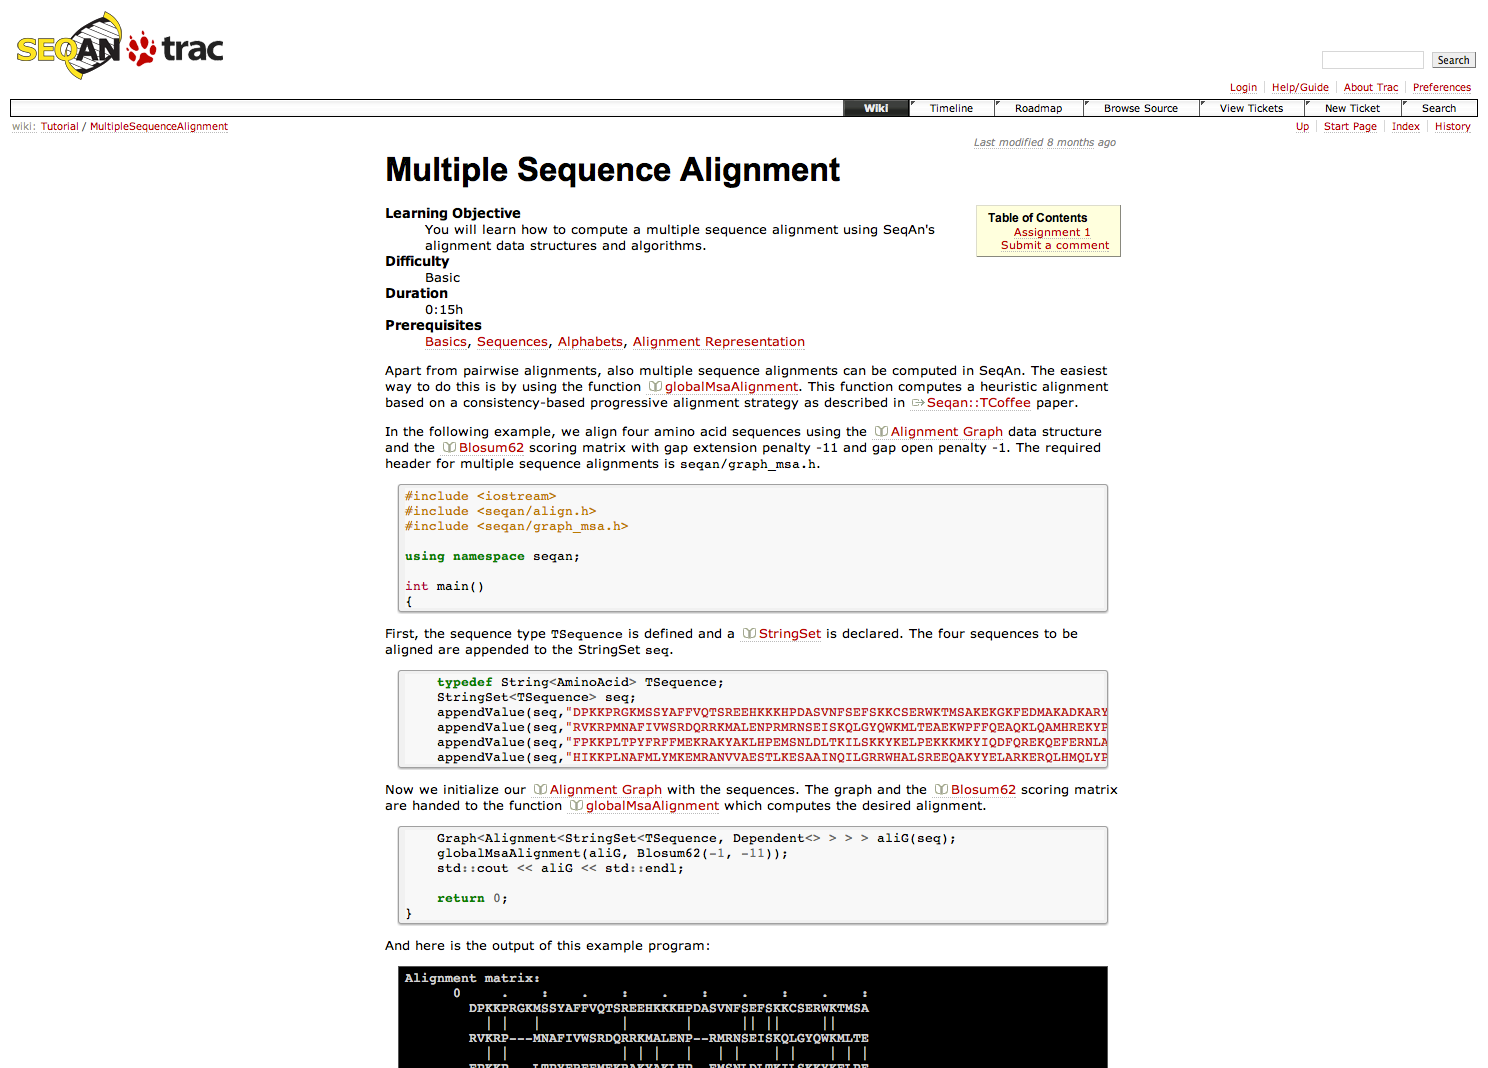 SEQAN trac
Search
Login Help/Guide About Trac Preferences
Wiki Timeline Roadmap Browse Source View Tickets New Ticket Search
wiki: Tutorial / MultipleSequenceAlignment
Up Start Page Index History
Last modified 8 months ago
Multiple Sequence Alignment
Table of Contents
Assignment 1
Submit a comment
Learning Objective
You will learn how to compute a multiple sequence alignment using SeqAn's
alignment data structures and algorithms.
Difficulty
Basic
Duration
0:15h
Prerequisites
Basics, Sequences, Alphabets, Alignment Representation
Apart from pairwise alignments, also multiple sequence alignments can be computed in SeqAn. The easiest
way to do this is by using the function globalMsaAlignment. This function computes a heuristic alignment
based on a consistency-based progressive alignment strategy as described in Seqan::TCoffee paper.
In the following example, we align four amino acid sequences using the Alignment Graph data structure
and the Blosum62 scoring matrix with gap extension penalty -11 and gap open penalty -1. The required
header for multiple sequence alignments is seqan/graph_msa.h.
#include <iostream>
#include <seqan/align.h>
#include <seqan/graph_msa.h>
using namespace seqan;
int main()
{
First, the sequence type TSequence is defined and a StringSet is declared. The four sequences to be
aligned are appended to the StringSet seq.
typedef String<AminoAcid> TSequence;
StringSet<TSequence> seq;
appendValue(seq,"DPKKPRGKMSSYAFFVQTSREEHKKKHPDASVNFSEFSKKCSERWKTMSAKEKGKFEDMAKADKARY
appendValue(seq,"RVKRPMNAFIVWSRDQRRKMALENPRMRNSEISKQLGYQWKMLTEAEKWPFFQEAQKLQAMHREKYP
appendValue(seq,"FPKKPLTPYFRFFMEKRAKYAKLHPEMSNLDLTKILSKKYKELPEKKKMKYIQDFQREKQEFERNLA
appendValue(seq,"HIKKPLNAFMLYMKEMRANVVAESTLKESAAINQILGRRWHALSREEQAKYYELARKERQLHMQLYP
Now we initialize our Alignment Graph with the sequences. The graph and the Blosum62 scoring matrix
are handed to the function globalMsaAlignment which computes the desired alignment.
Graph<Alignment<StringSet<TSequence, Dependent<> > > > aliG(seq);
globalMsaAlignment(aliG, Blosum62(-1, -11));
std::cout << aliG << std::endl;
return 0;
}
And here is the output of this example program:
Alignment matrix:
0 . : . : . : . : . :
DPKKPRGKMSSYAFFVQTSREEHKKKHPDASVNFSEFSKKCSERWKTMSA
| | | | | || || ||
RVKRP---MNAFIVWSRDQRRKMALENP--RMRNSEISKQLGYQWKMLTE
| | | | | | | | | | | | |